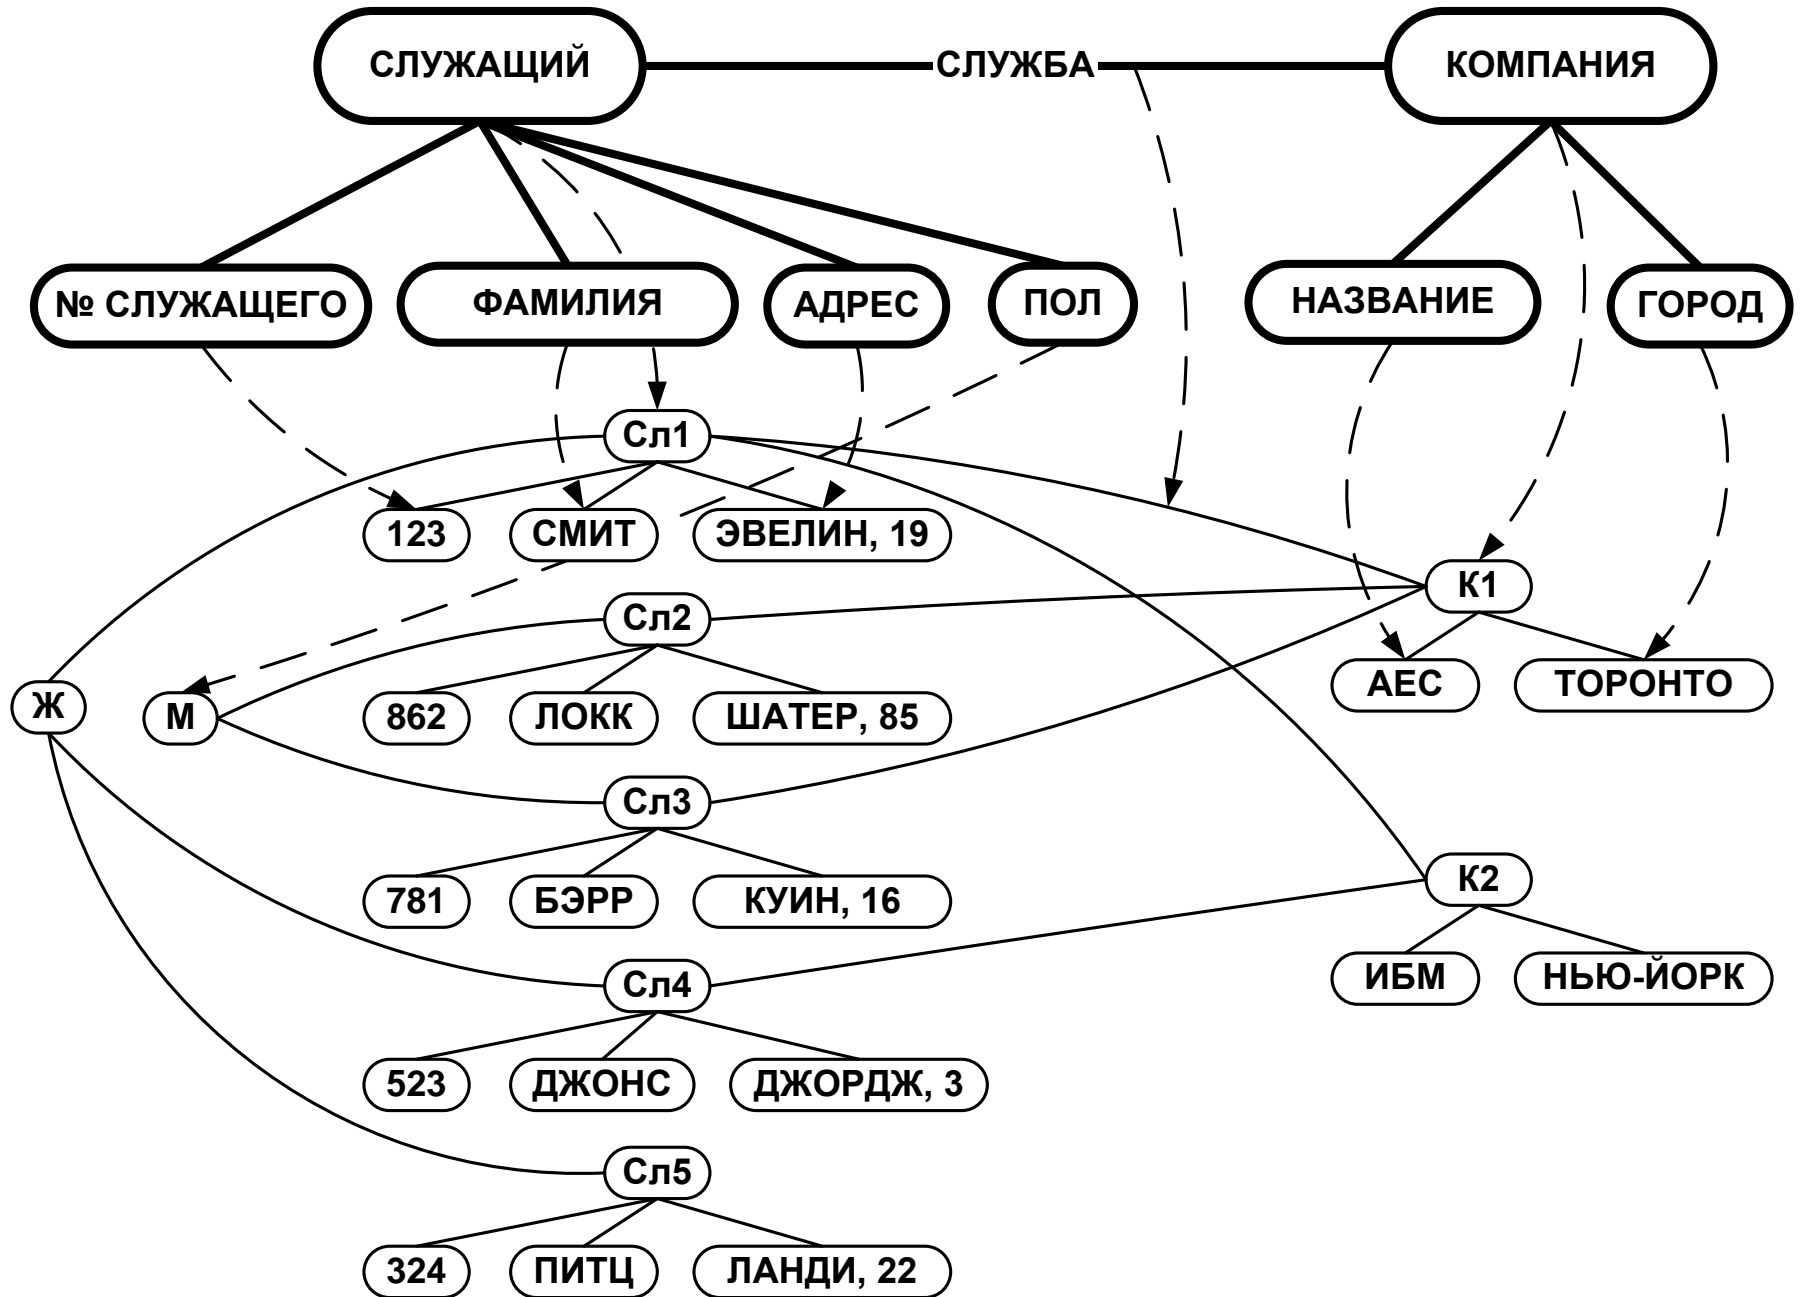 СЛУЖАЩИЙ
СЛУЖБА
КОМПАНИЯ
№ СЛУЖАЩЕГО
ФАМИЛИЯ
АДРЕС
ПОЛ
НАЗВАНИЕ
ГОРОД
Сл1
123
СМИТ
ЭВЕЛИН, 19
К1
Сл2
Ж
М
862
ЛОКК
ШАТЕР, 85
АЕС
ТОРОНТО
Сл3
781
БЭРР
КУИН, 16
К2
Сл4
ИБМ
НЬЮ-ЙОРК
523
ДЖОНС
ДЖОРДЖ, 3
Сл5
324
ПИТЦ
ЛАНДИ, 22